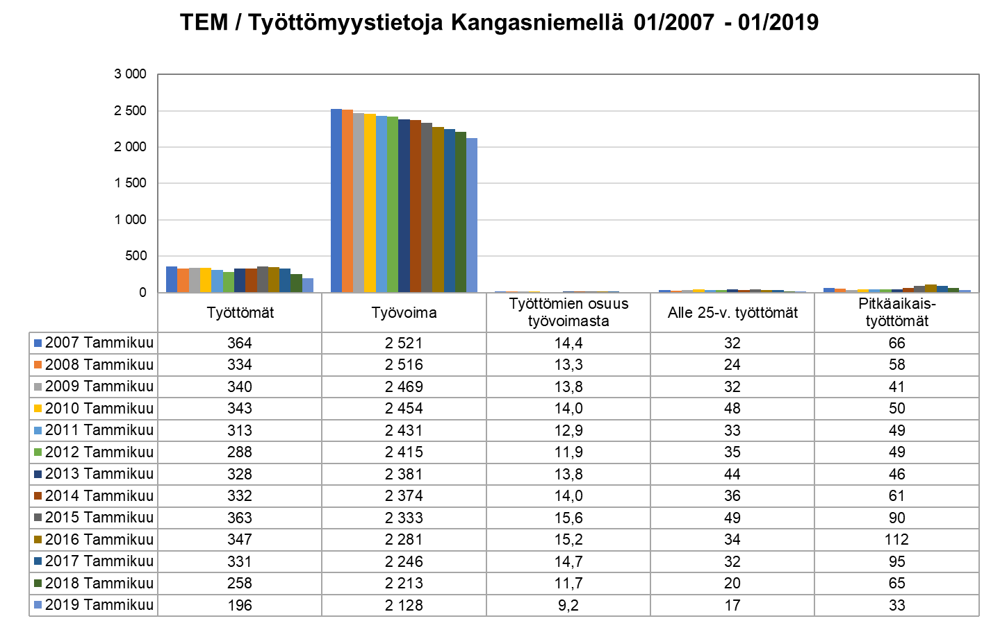 TEM / Työttömyystietoja Kangasniemellä 01/2007 - 01/2019
3 000
2 500
2 000
1 500
1 000
500
0
Työttömät Työvoima Työttömien osuus työvoimasta Alle 25-v. työttömät Pitkäaikais-työttömät
2007 Tammikuu 364 2 521 14,4 32 66
2008 Tammikuu 334 2 516 13,3 24 58
2009 Tammikuu 340 2 469 13,8 32 41
2010 Tammikuu 343 2 454 14,0 48 50
2011 Tammikuu 313 2 431 12,9 33 49
2012 Tammikuu 288 2 415 11,9 35 49
2013 Tammikuu 328 2 381 13,8 44 46
2014 Tammikuu 332 2 374 14,0 36 61
2015 Tammikuu 363 2 333 15,6 49 90
2016 Tammikuu 347 2 281 15,2 34 112
2017 Tammikuu 331 2 246 14,7 32 95
2018 Tammikuu 258 2 213 11,7 20 65
2019 Tammikuu 196 2 128 9,2 17 33